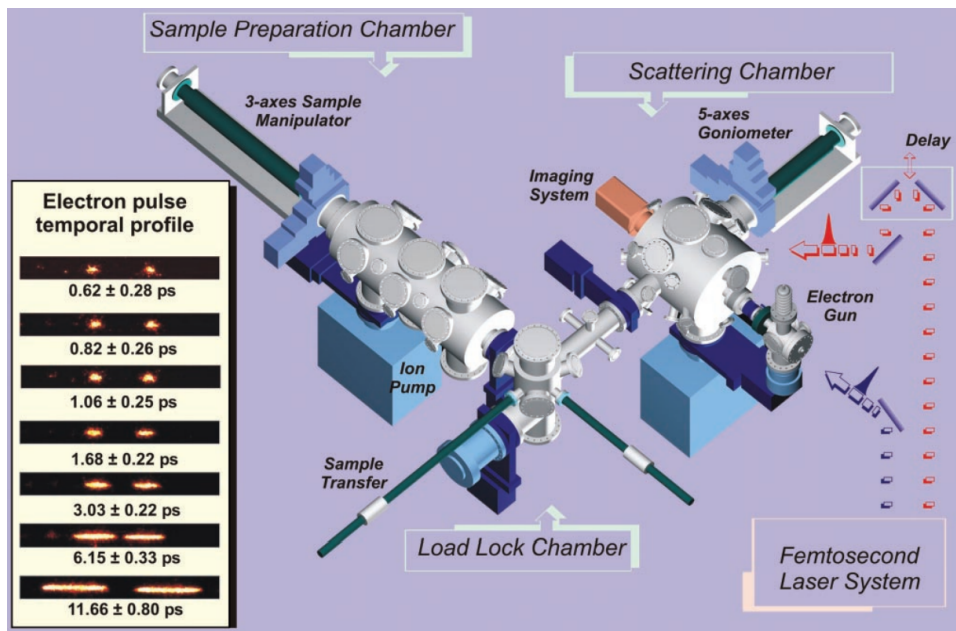 Sample Preparation Chamber
3-axes Sample
Manipulator
Scattering Chamber
5-axes
Goniometer
Delay
Imaging
System
Electron
Gun
Ion
Pump
Sample
Transfer
Load Lock Chamber
Femtosecond
Laser System
Electron pulse
temporal profile
0.62 ± 0.28 ps
0.82 ± 0.26 ps
1.06 ± 0.25 ps
1.68 ± 0.22 ps
3.03 ± 0.22 ps
6.15 ± 0.33 ps
11.66 ± 0.80 ps